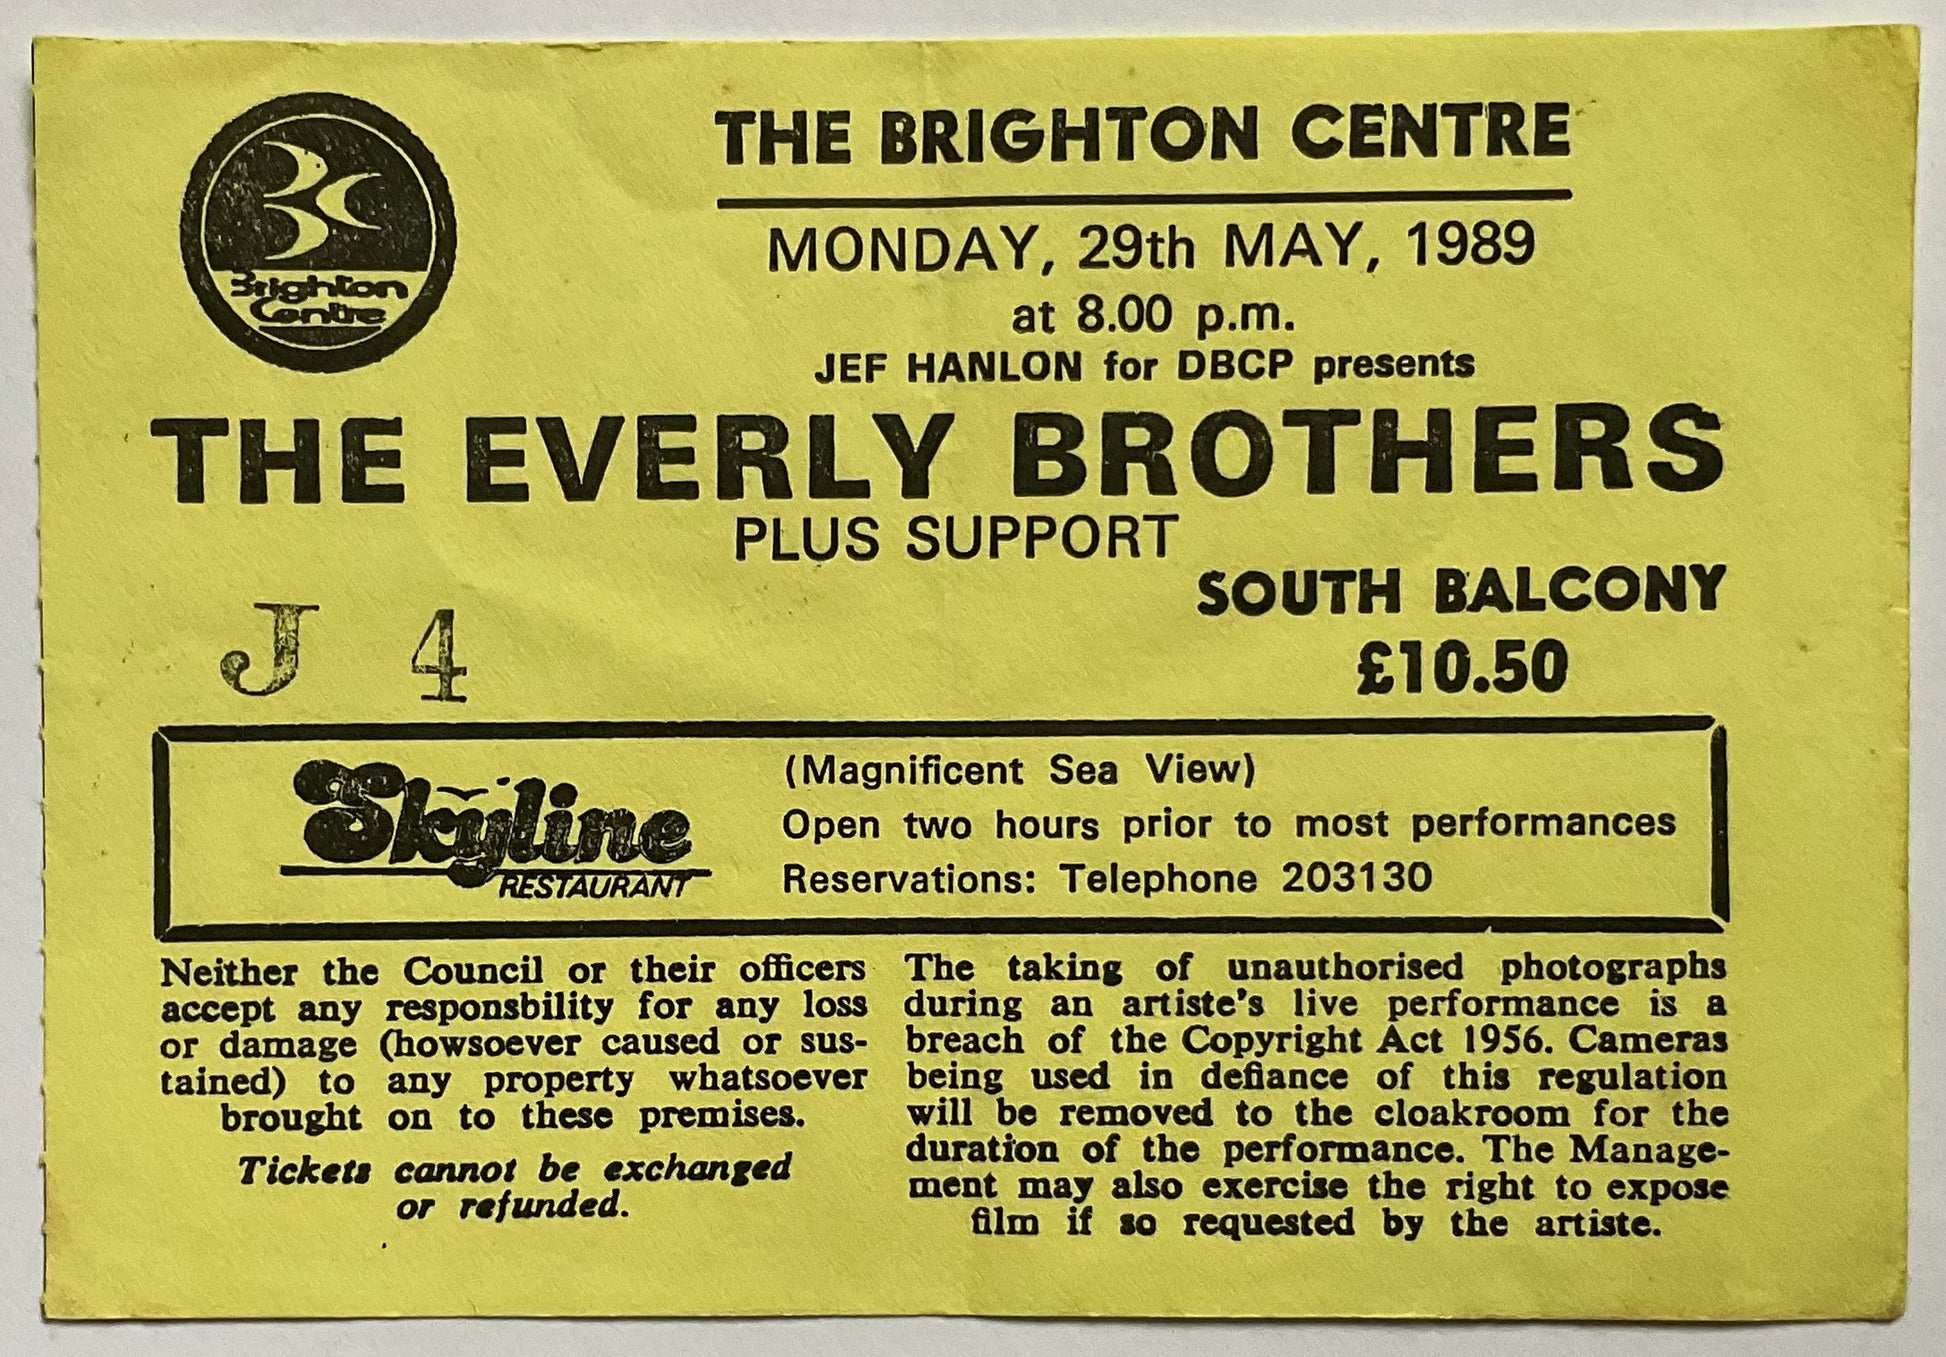 Brighton
Centre
THE BRIGHTON CENTRE
MONDAY, 29th MAY, 1989
at 8.00 p.m.
JEF HANLON for DBCP presents
THE EVERLY BROTHERS
PLUS SUPPORT
SOUTH BALCONY
£10.50
J 4
Skyline
RESTAURANT
(Magnificent Sea View)
Open two hours prior to most performances
Reservations: Telephone 203130
Neither the Council or their officers
accept any responsbility for any loss
or damage (howsoever caused or sus-
tained) to any property whatsoever
brought on to these premises.
Tickets cannot be exchanged
or refunded.
The taking of unauthorised photographs
during an artiste's live performance is a
breach of the Copyright Act 1956. Cameras
being used in defiance of this regulation
will be removed to the cloakroom for the
duration of the performance. The Manage-
ment may also exercise the right to expose
film if so requested by the artiste.